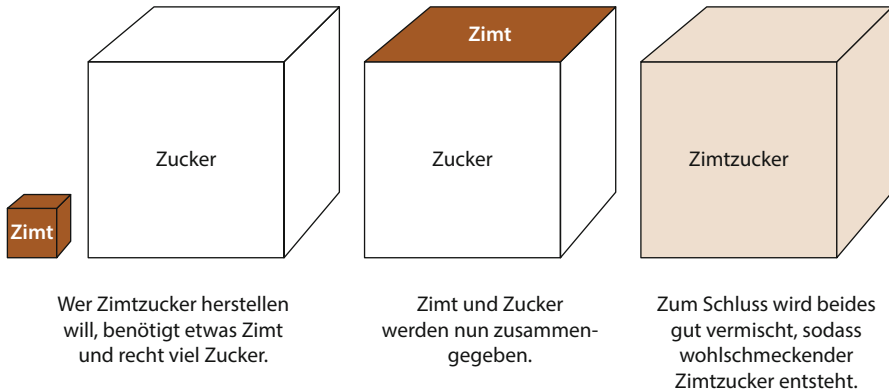 Zimt
Zucker
Zimt
Zucker
Zimtzucker
Wer Zimtzucker herstellen
will, benötigt etwas Zimt
und recht viel Zucker.
Zimt und Zucker
werden nun zusammen-
gegeben.
Zum Schluss wird beides
gut vermischt, sodass
wohlschmeckender
Zimtzucker entsteht.